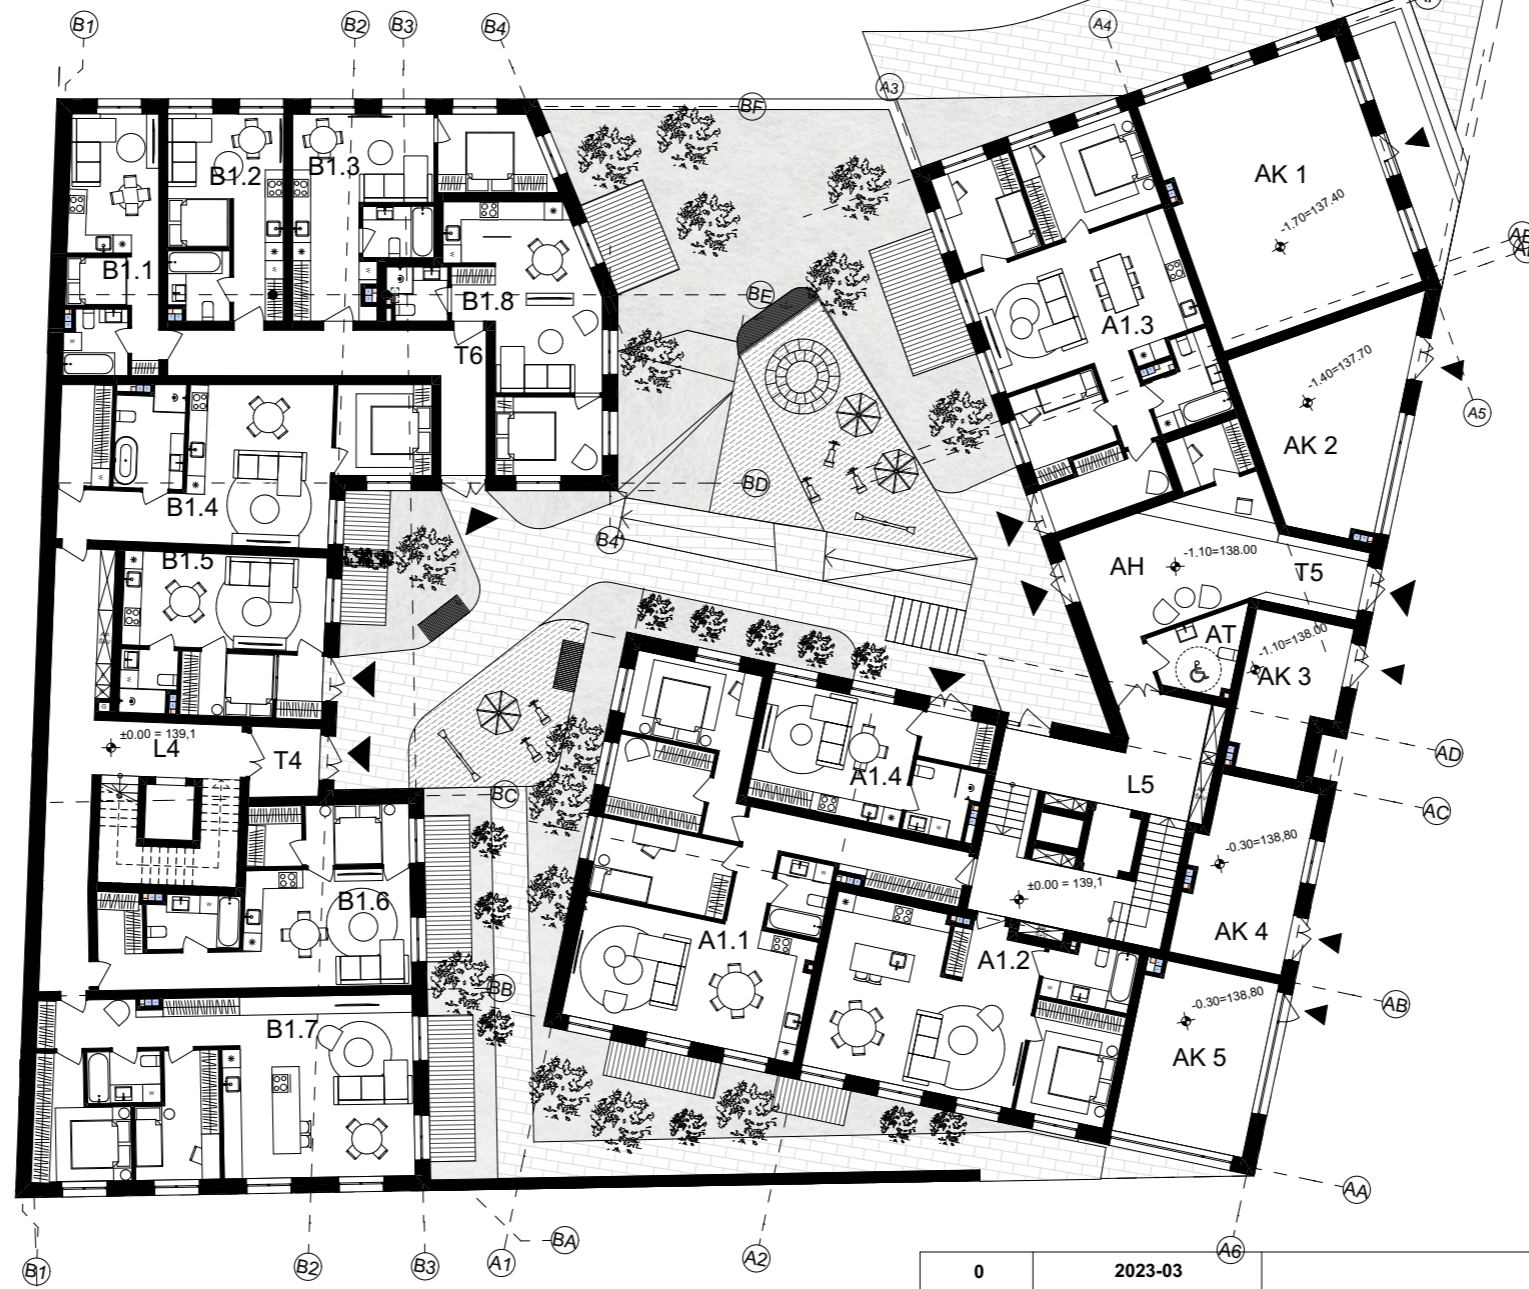 B1
B2
B3
B4
A3
A4
BF
B1.1
B1.2
B1.3
B1.8
T6
BE
BD
B4
AK 1
-1.70=137.40
A1.3
-1.40=137.70
AK 2
A5
B1.4
B1.5
AH
-1.10=138.00
T5
AT
-1.10=138.00
AK 3
±0.00 = 139,1
L4
T4
BC
A1.4
L5
AD
AC
-0.30=138,80
AK 4
±0.00 = 139,1
B1.6
A1.1
A1.2
BB
AB
-0.30=138,80
AK 5
B1.7
AA
B1
B2
B3
A1
BA
A2
A6
0
2023-03